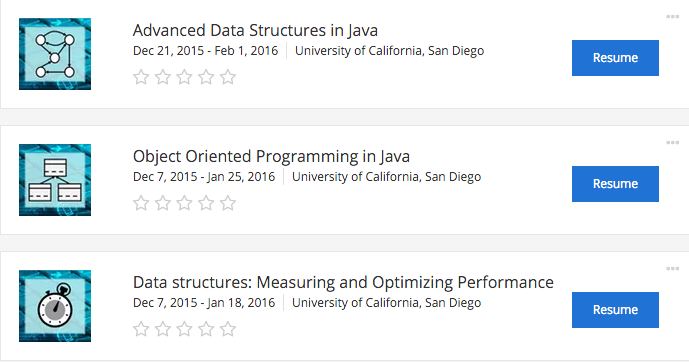 Advanced Data Structures in Java
Dec 21, 2015 - Feb 1, 2016 University of California, San Diego
Resume
Object Oriented Programming in Java
Dec 7, 2015 - Jan 25, 2016 University of California, San Diego
Resume
Data structures: Measuring and Optimizing Performance
Dec 7, 2015 - Jan 18, 2016 University of California, San Diego
Resume